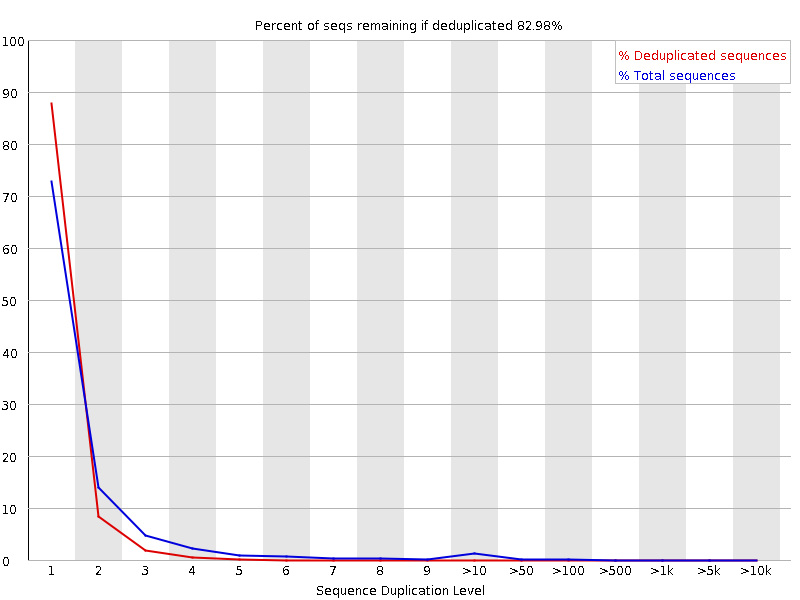 Percent of seqs remaining if deduplicated 82.98%
% Deduplicated sequences
% Total sequences
100
90
80
70
60
50
40
30
20
10
0
1 2 3 4 5 6 7 8 9 >10 >50 >100 >500 >1k >5k >10k
Sequence Duplication Level